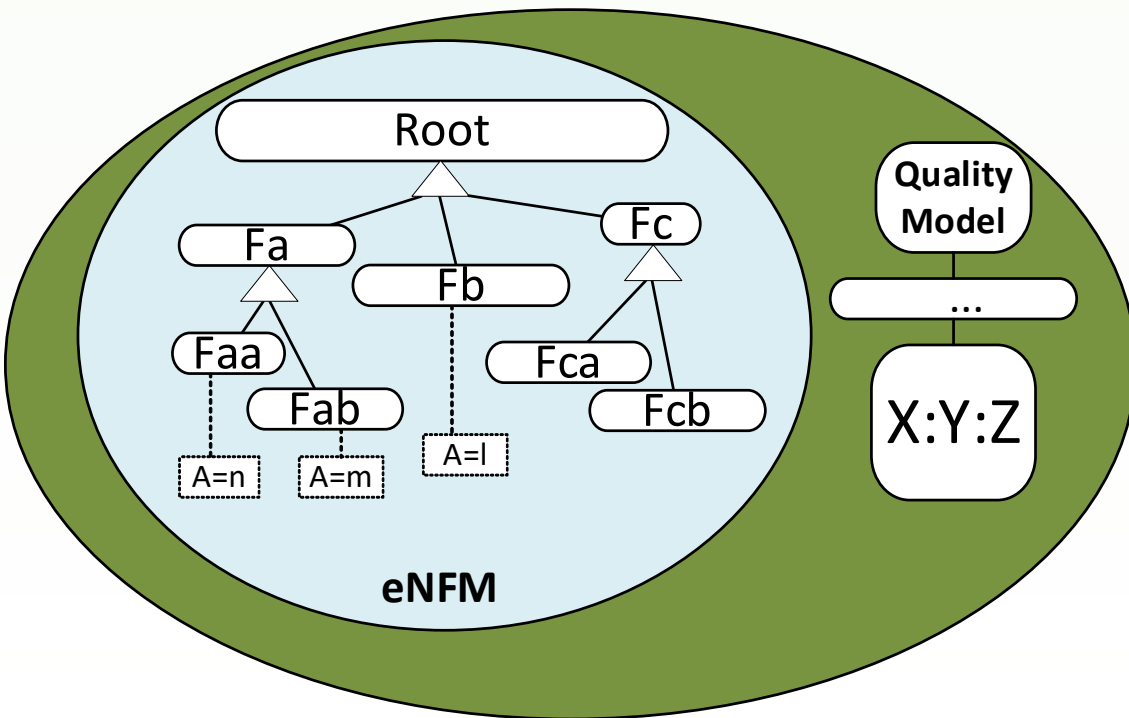 Root
Fa
Fb
Fc
Faa
Fab
Fca
Fcb
A=n
A=m
A=l
eNFM
Quality
Model
...
X:Y:Z